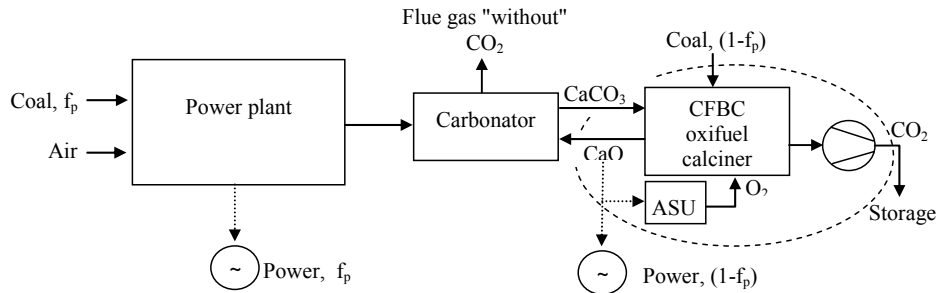 Flue gas "without"
CO₂
Coal, (1-fₚ)
Coal, fₚ
Air
Power plant
Carbonator
CaCO₃
CaO
CFBC
oxifuel
calciner
CO₂
O₂
ASU
Storage
~
Power, fₚ
~
Power, (1-fₚ)